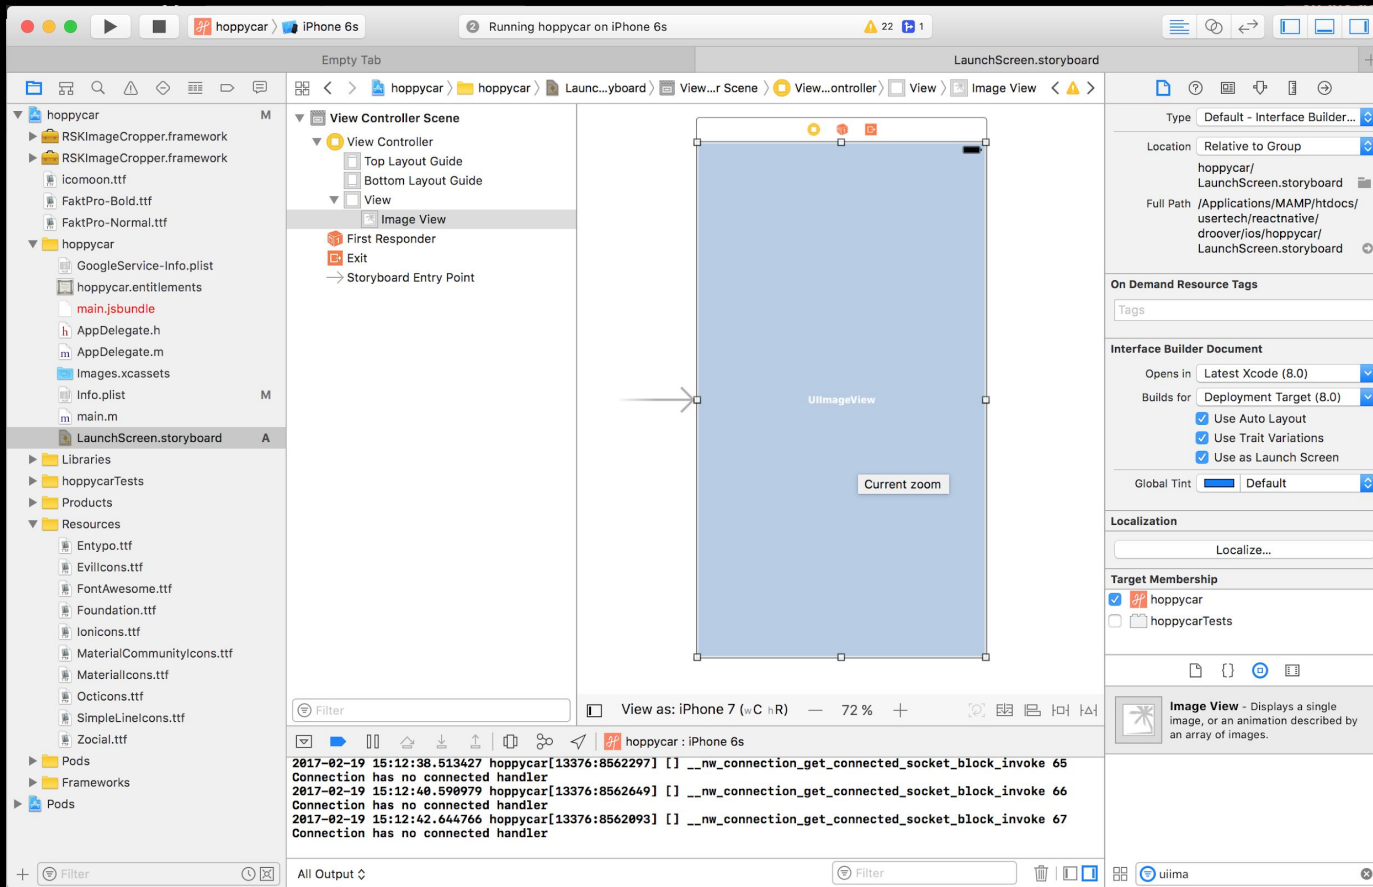 hoppycar
iPhone 6s
2 Running hoppycar on iPhone 6s
22
1
Empty Tab
LaunchScreen.storyboard
hoppycar
hoppycar
Launc...yboard
View...r Scene
View...ontroller
View
Image View
hoppycar
M
RSKImageCropper.framework
RSKImageCropper.framework
icomoon.ttf
FaktPro-Bold.ttf
FaktPro-Normal.ttf
hoppycar
GoogleService-Info.plist
hoppycar.entitlements
main.jsbundle
h AppDelegate.h
m AppDelegate.m
Images.xcassets
Info.plist
M
m main.m
LaunchScreen.storyboard
A
Libraries
hoppycarTests
Products
Resources
Entypo.ttf
EvilIcons.ttf
FontAwesome.ttf
Foundation.ttf
Ionicons.ttf
MaterialCommunityIcons.ttf
MaterialIcons.ttf
Octicons.ttf
SimpleLineIcons.ttf
Zocial.ttf
Pods
Frameworks
Pods
Filter
View Controller Scene
View Controller
Top Layout Guide
Bottom Layout Guide
View
Image View
First Responder
Exit
Storyboard Entry Point
Filter
UIImageView
Current zoom
View as: iPhone 7 (wC hR)
72 %
hoppycar : iPhone 6s
2017-02-19 15:12:38.513427 hoppycar[13376:8562297] [] __nw_connection_get_connected_socket_block_invoke 65
Connection has no connected handler
2017-02-19 15:12:40.590979 hoppycar[13376:8562649] [] __nw_connection_get_connected_socket_block_invoke 66
Connection has no connected handler
2017-02-19 15:12:42.644766 hoppycar[13376:8562093] [] __nw_connection_get_connected_socket_block_invoke 67
Connection has no connected handler
All Output
Filter
Type Default - Interface Builder...
Location Relative to Group
hoppycar/
LaunchScreen.storyboard
Full Path /Applications/MAMP/htdocs/
usertech/reactnative/
droover/ios/hoppycar/
LaunchScreen.storyboard
On Demand Resource Tags
Tags
Interface Builder Document
Opens in Latest Xcode (8.0)
Builds for Deployment Target (8.0)
Use Auto Layout
Use Trait Variations
Use as Launch Screen
Global Tint Default
Localization
Localize...
Target Membership
hoppycar
hoppycarTests
Image View - Displays a single
image, or an animation described by
an array of images.
uiima